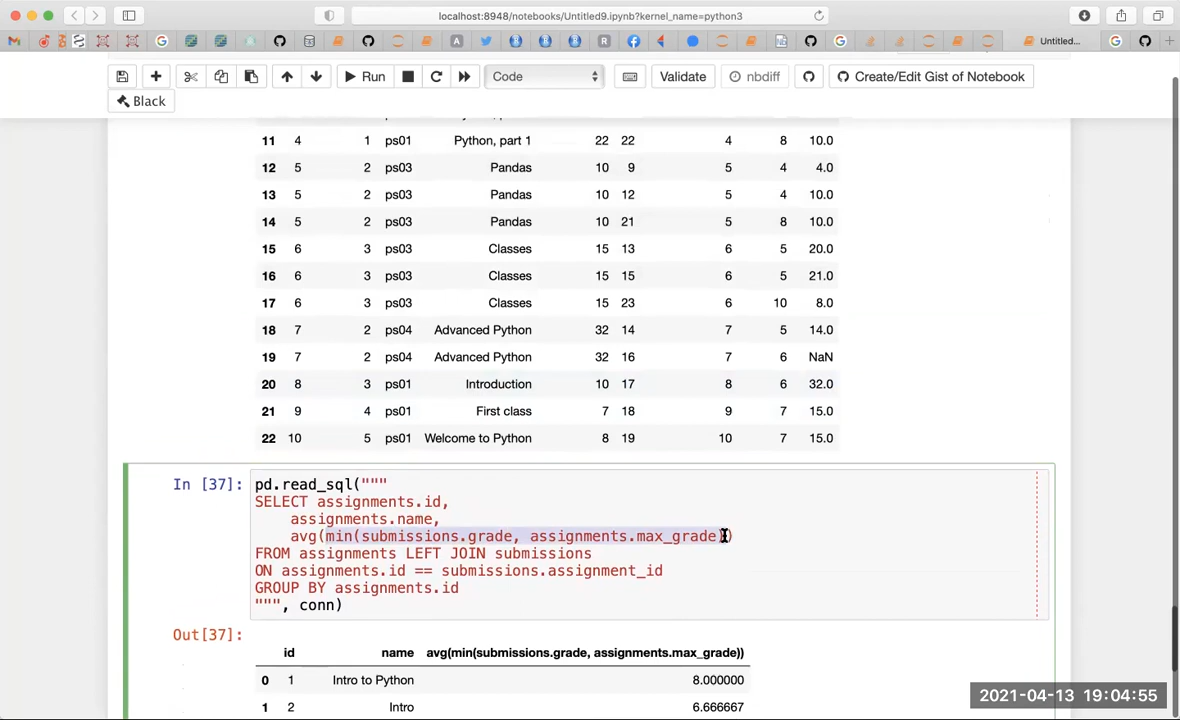 localhost:8948/notebooks/Untitled9.ipynb?kernel_name=python3
Untitled...
Run
Code
Validate
nbdiff
Create/Edit Gist of Notebook
Black
11 4 1 ps01 Python, part 1 22 22 4 8 10.0
12 5 2 ps03 Pandas 10 9 5 4 4.0
13 5 2 ps03 Pandas 10 12 5 4 10.0
14 5 2 ps03 Pandas 10 21 5 8 10.0
15 6 3 ps03 Classes 15 13 6 5 20.0
16 6 3 ps03 Classes 15 15 6 5 21.0
17 6 3 ps03 Classes 15 23 6 10 8.0
18 7 2 ps04 Advanced Python 32 14 7 5 14.0
19 7 2 ps04 Advanced Python 32 16 7 6 NaN
20 8 3 ps01 Introduction 10 17 8 6 32.0
21 9 4 ps01 First class 7 18 9 7 15.0
22 10 5 ps01 Welcome to Python 8 19 10 7 15.0
In [37]: pd.read_sql("""
SELECT assignments.id,
assignments.name,
avg(min(submissions.grade, assignments.max_grade))
FROM assignments LEFT JOIN submissions
ON assignments.id == submissions.assignment_id
GROUP BY assignments.id
""", conn)
Out[37]:
id name avg(min(submissions.grade, assignments.max_grade))
0 1 Intro to Python 8.000000
1 2 Intro 6.666667
2021-04-13 19:04:55